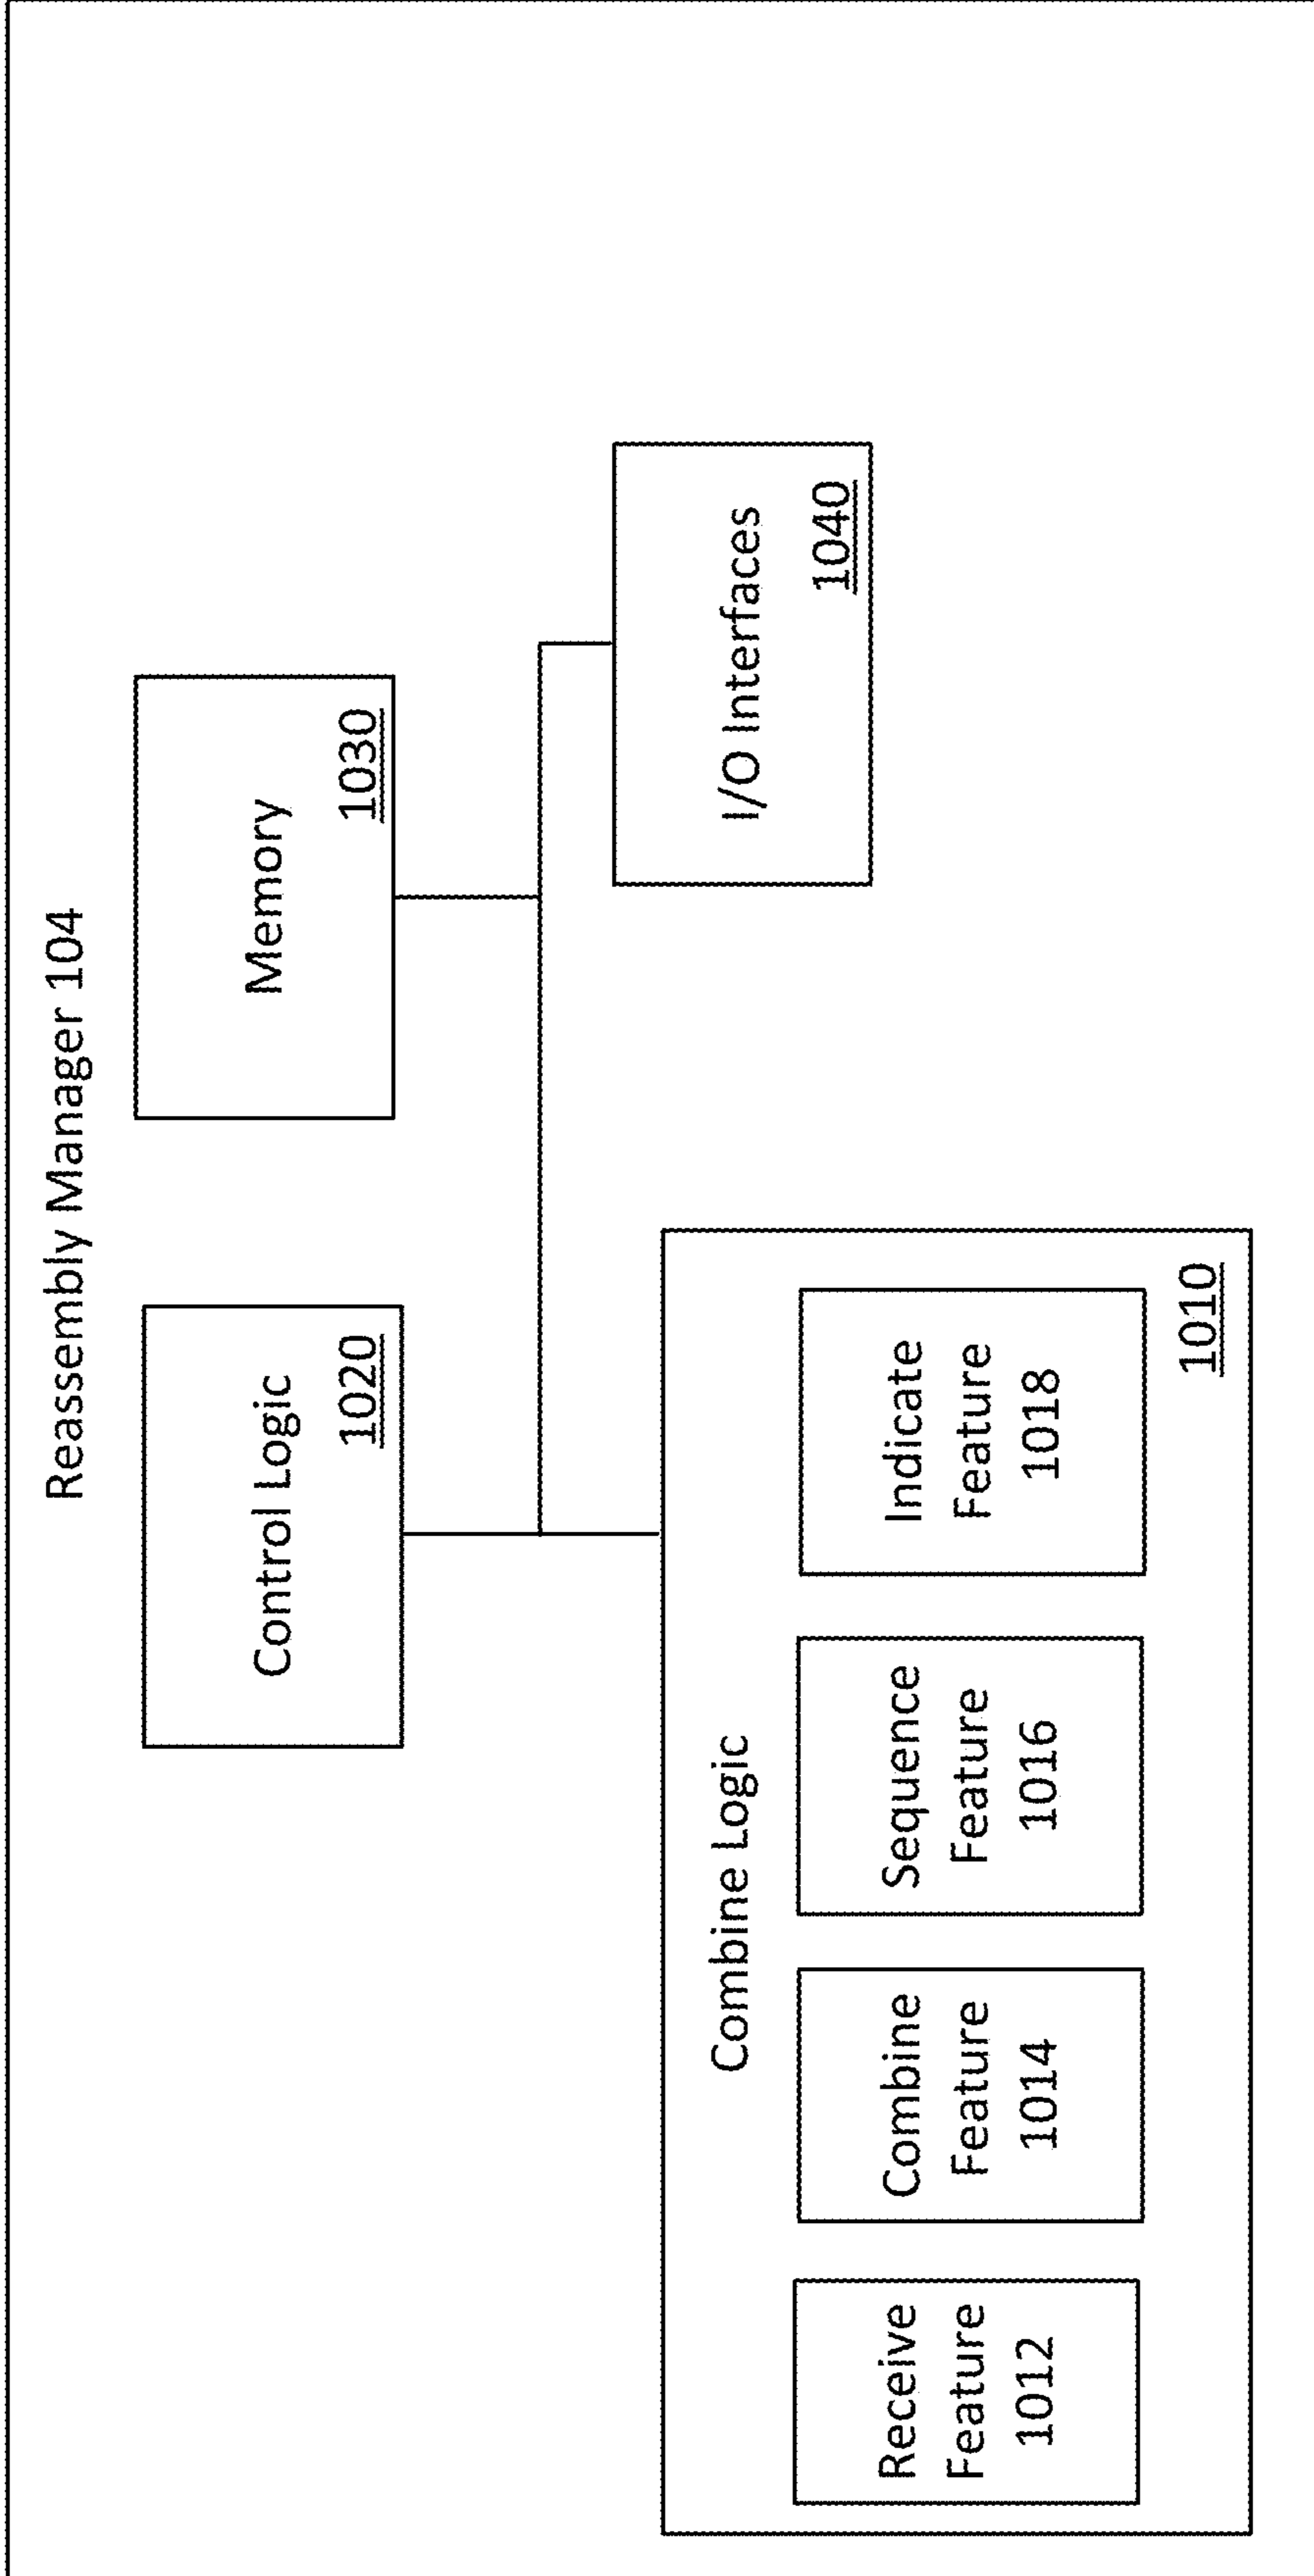 Reassembly Manager 104
Control Logic
1020
Memory
1030
I/O Interfaces
1040
Combine Logic
Receive
Feature
1012
Combine
Feature
1014
Sequence
Feature
1016
Indicate
Feature
1018
1010